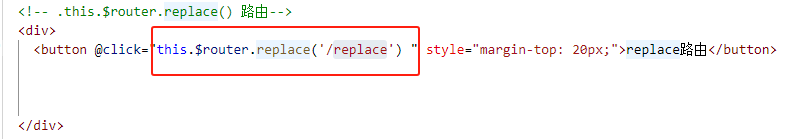 <!-- .this.$router.replace() 路由-->
<div>
<button @click="this.$router.replace('/replace') " style="margin-top: 20px;">replace路由</button>
</div>